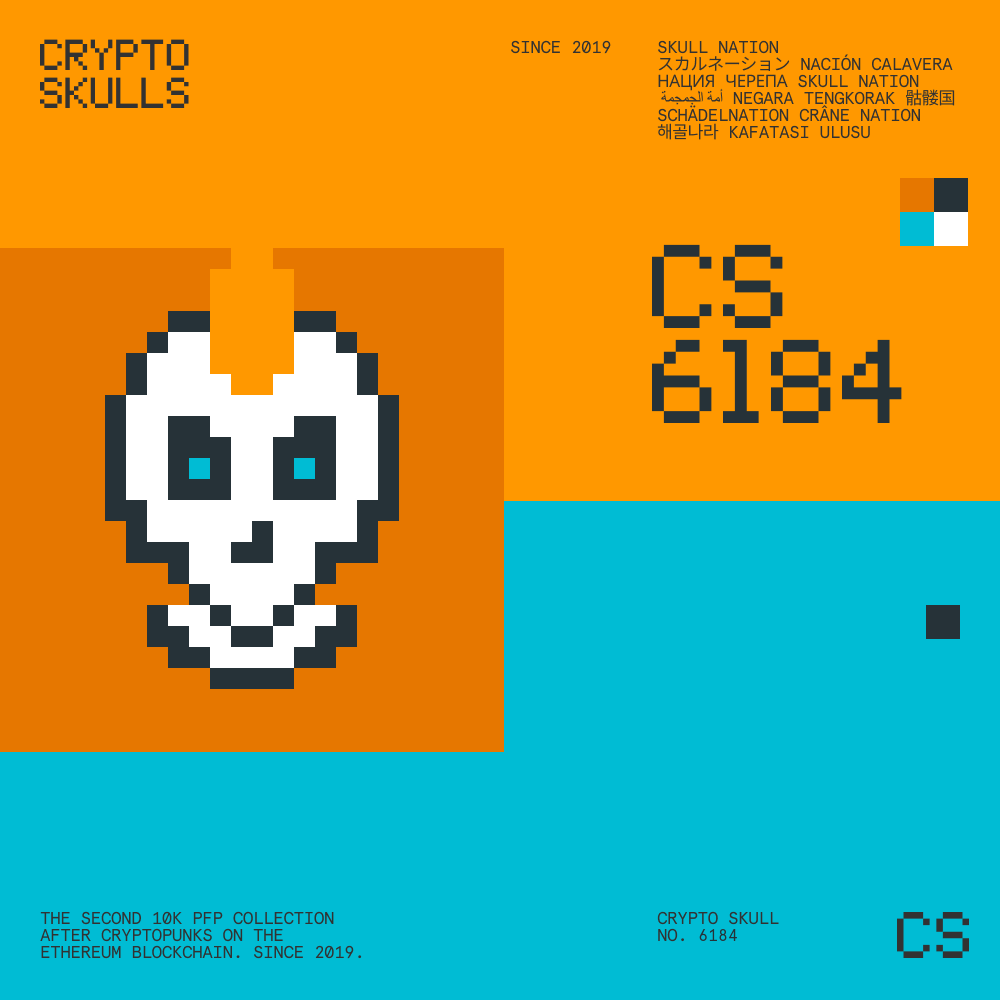 CRYPTO
SKULLS
SINCE 2019
SKULL NATION
スカルネーション NACIÓN CALAVERA
НАЦИЯ ЧЕРЕПА SKULL NATION
أمة الجمجمة NEGARA TENGKORAK 骷髅国
SCHÄDELNATION CRÂNE NATION
해골나라 KAFATASI ULUSU
CS
6184
THE SECOND 10K PFP COLLECTION
AFTER CRYPTOPUNKS ON THE
ETHEREUM BLOCKCHAIN. SINCE 2019.
CRYPTO SKULL
NO. 6184
CS